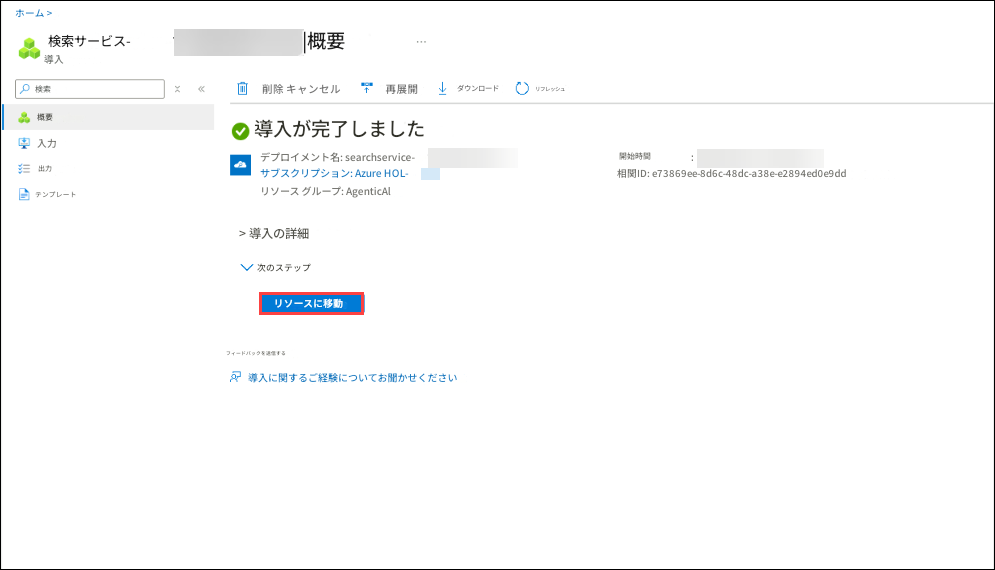 ホーム >
検索サービス- |概要 …
導入
検索
«
削除 キャンセル 再展開 ダウンロード リフレッシュ
概要
入力
出力
テンプレート
導入が完了しました
デプロイメント名: searchservice-
サブスクリプション: Azure HOL-
リソース グループ: AgenticAI
開始時間 :
相関ID: e73869ee-8d6c-48dc-a38e-e2894ed0e9dd
> 導入の詳細
次のステップ
リソースに移動
フィードバックを送信する
導入に関するご経験についてお聞かせください